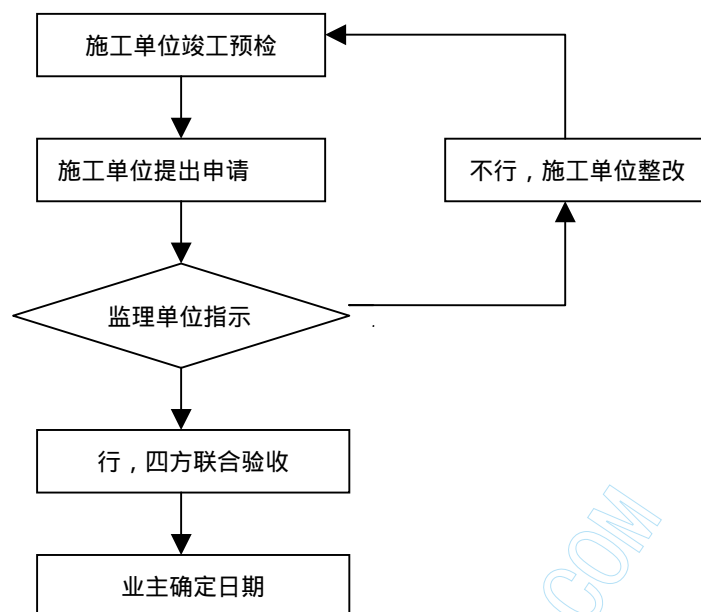 施工单位竣工预检
施工单位提出申请
不行，施工单位整改
监理单位指示
行，四方联合验收
业主确定日期
COM